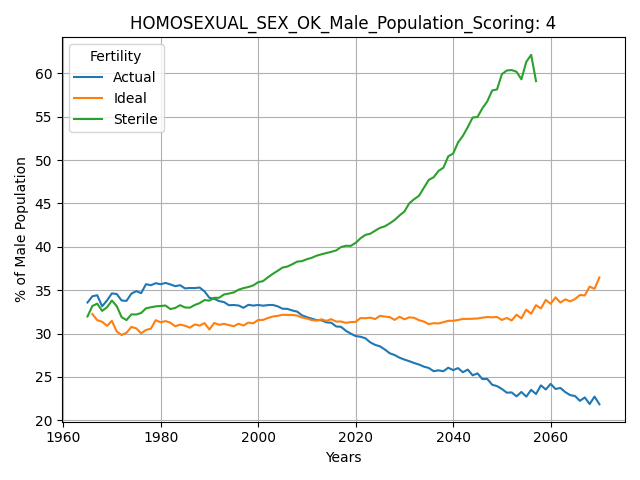 HOMOSEXUAL_SEX_OK_Male_Population_Scoring: 4
Fertility
Actual
Ideal
Sterile
% of Male Population
60
55
50
45
40
35
30
25
20
1960
1980
2000
2020
2040
2060
Years